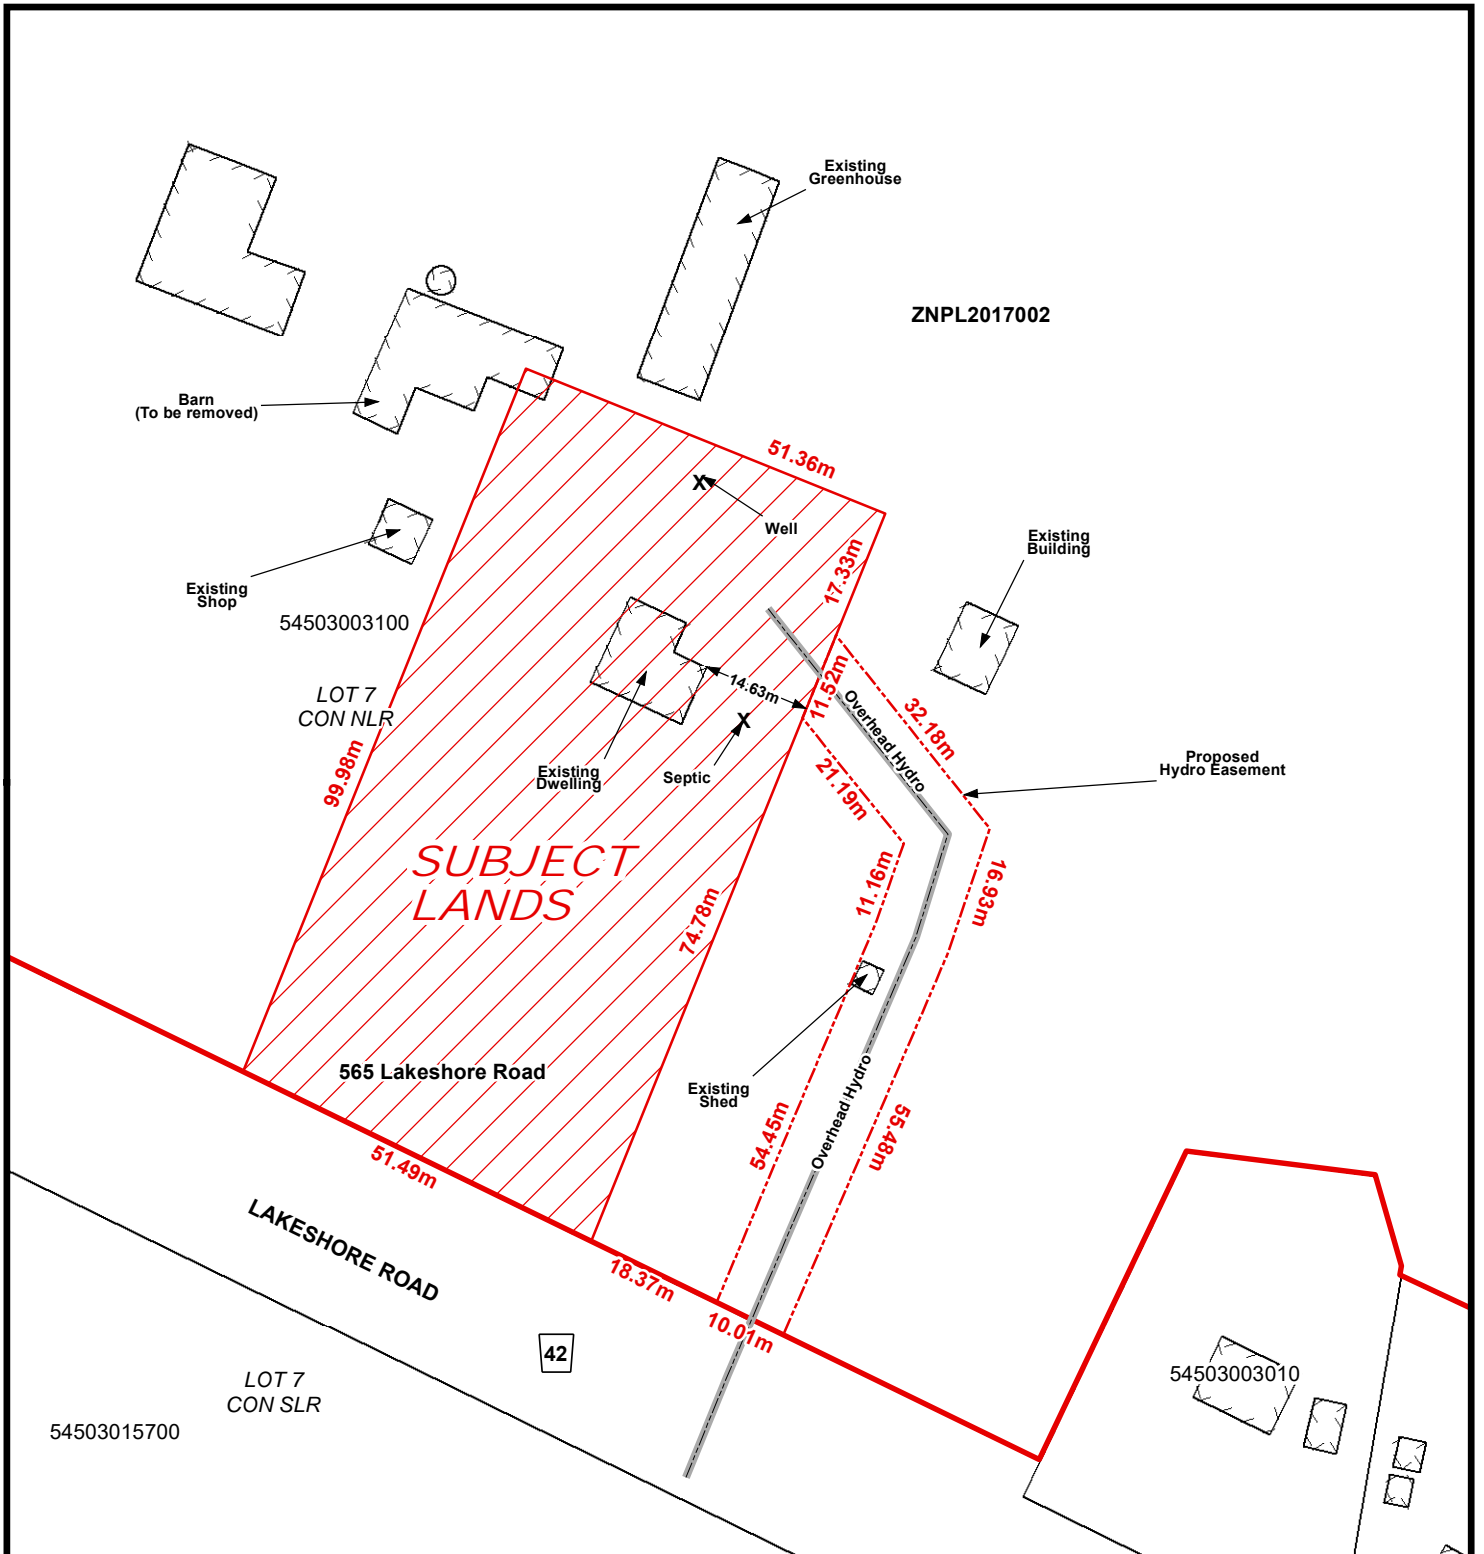 Existing
Greenhouse
ZNPL2017002
Barn
(To be removed)
51.36m
X
Well
Existing
Building
17.33m
Existing
Shop
54503003100
LOT 7
CON NLR
14.63m
11.52m
Overhead Hydro
32.18m
X
99.98m
Existing
Dwelling
Septic
21.19m
Proposed
Hydro Easement
SUBJECT
LANDS
11.16m
16.93m
74.78m
565 Lakeshore Road
Existing
Shed
Overhead Hydro
54.45m
55.48m
51.49m
LAKESHORE ROAD
18.37m
10.01m
42
LOT 7
CON SLR
54503015700
54503003010